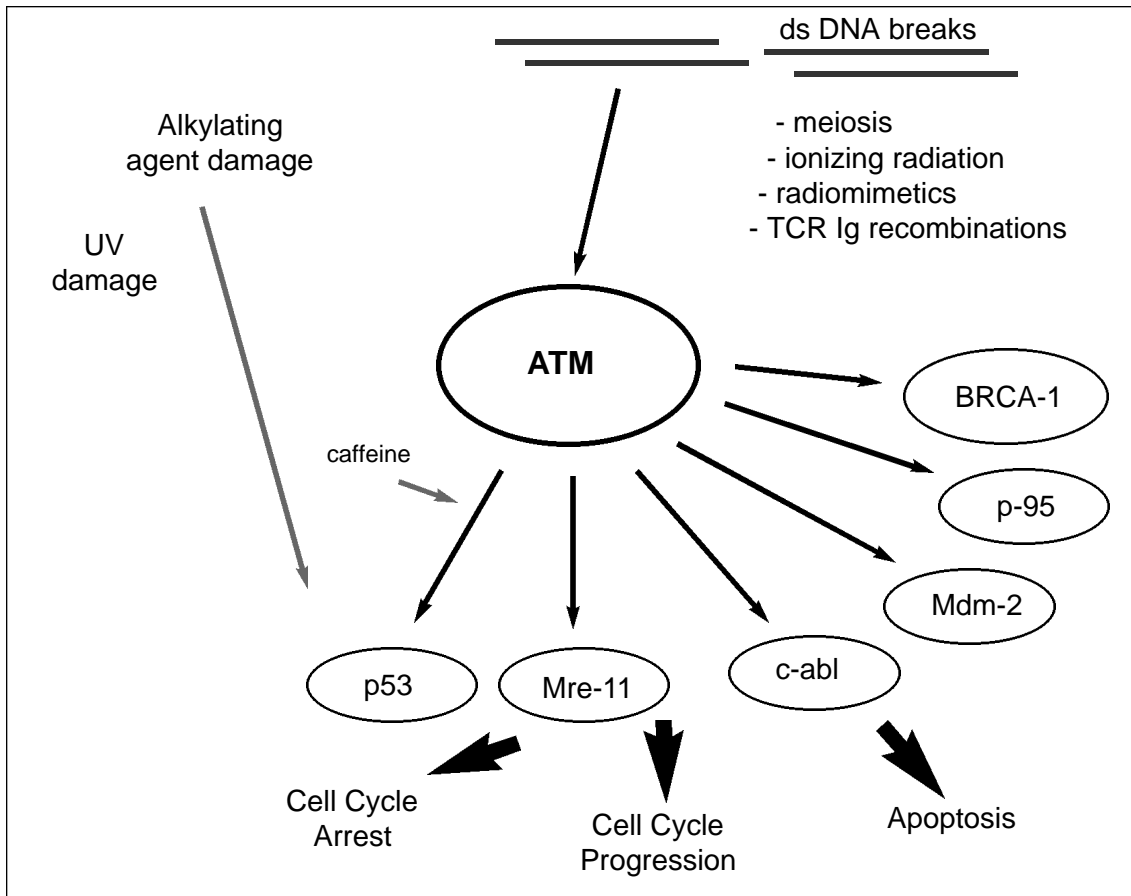 ds DNA breaks
- meiosis
- ionizing radiation
- radiomimetics
- TCR Ig recombinations
Alkylating
agent damage
UV
damage
ATM
BRCA-1
caffeine
p-95
Mdm-2
p53
Mre-11
c-abl
Cell Cycle
Arrest
Cell Cycle
Progression
Apoptosis